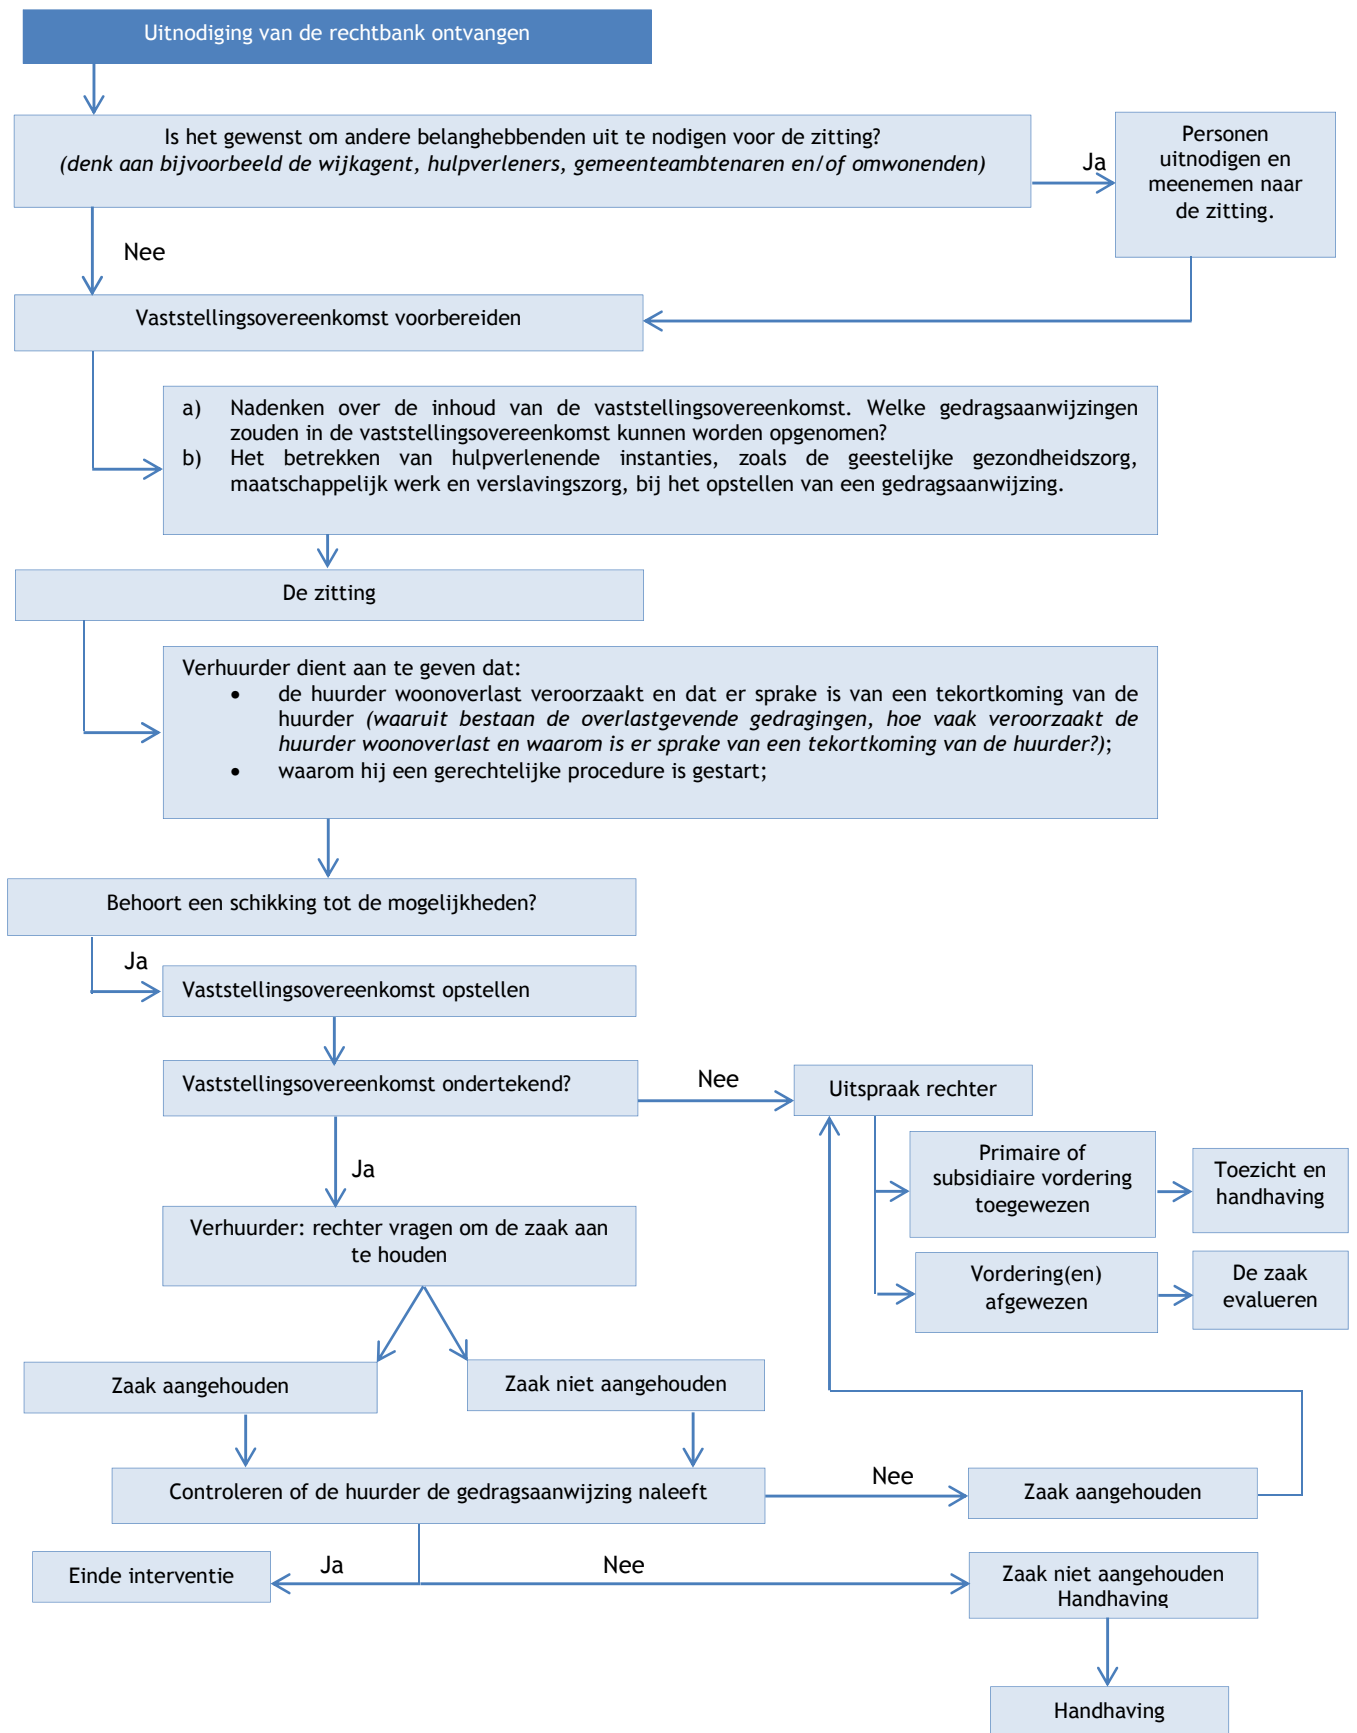 Uitnodiging van de rechtbank ontvangen
Is het gewenst om andere belanghebbenden uit te nodigen voor de zitting?
(denk aan bijvoorbeeld de wijkagent, hulpverleners, gemeenteambtenaren en/of omwonenden)
Ja
Personen
uitnodigen en
meenemen naar
de zitting.
Nee
Vaststellingsovereenkomst voorbereiden
a) Nadenken over de inhoud van de vaststellingsovereenkomst. Welke gedragsaanwijzingen
zouden in de vaststellingsovereenkomst kunnen worden opgenomen?
b) Het betrekken van hulpverlenende instanties, zoals de geestelijke gezondheidszorg,
maatschappelijk werk en verslavingszorg, bij het opstellen van een gedragsaanwijzing.
De zitting
Verhuurder dient aan te geven dat:
• de huurder woonoverlast veroorzaakt en dat er sprake is van een tekortkoming van de
huurder (waaruit bestaan de overlastgevende gedragingen, hoe vaak veroorzaakt de
huurder woonoverlast en waarom is er sprake van een tekortkoming van de huurder?);
• waarom hij een gerechtelijke procedure is gestart;
Behoort een schikking tot de mogelijkheden?
Ja
Vaststellingsovereenkomst opstellen
Vaststellingsovereenkomst ondertekend?
Nee
Uitspraak rechter
Primaire of
subsidiaire vordering
toegewezen
Toezicht en
handhaving
Ja
Verhuurder: rechter vragen om de zaak aan
te houden
Vordering(en)
afgewezen
De zaak
evalueren
Zaak aangehouden
Zaak niet aangehouden
Controleren of de huurder de gedragsaanwijzing naleeft
Nee
Zaak aangehouden
Einde interventie
Ja
Nee
Zaak niet aangehouden
Handhaving
Handhaving